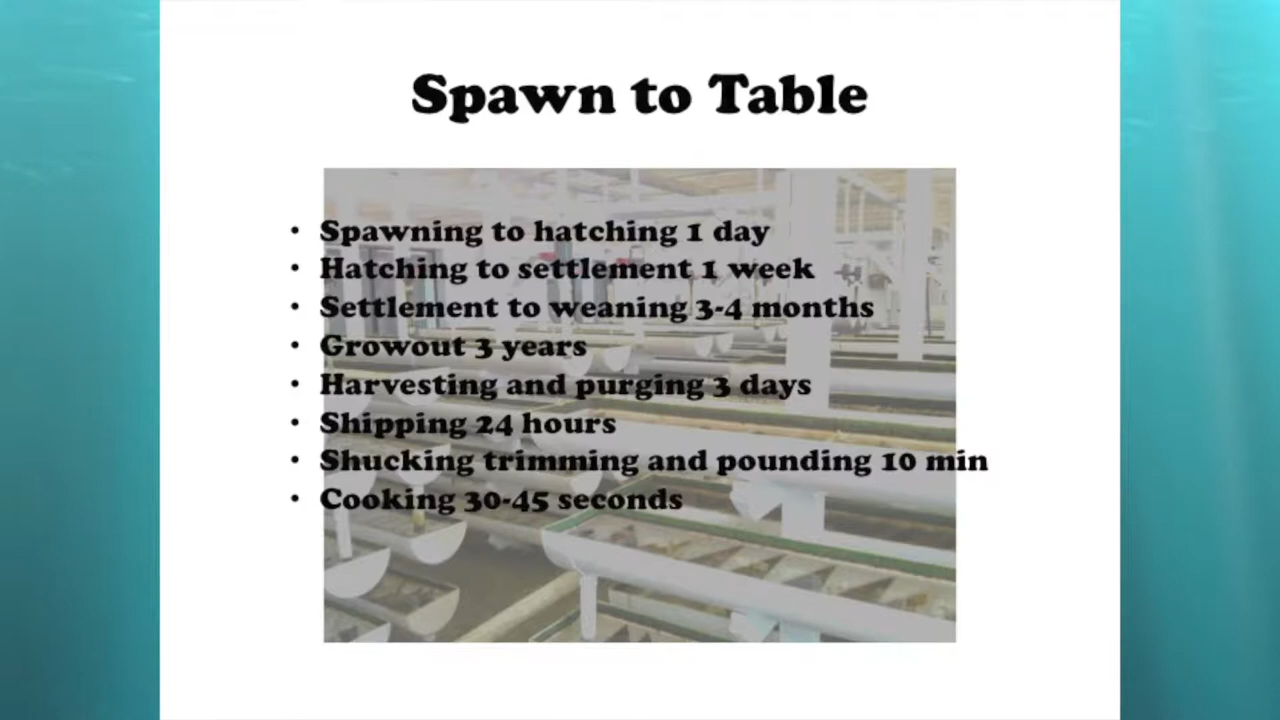 Spawn to Table
• Spawning to hatching 1 day
• Hatching to settlement 1 week
• Settlement to weaning 3-4 months
• Growout 3 years
• Harvesting and purging 3 days
• Shipping 24 hours
• Shucking trimming and pounding 10 min
• Cooking 30-45 seconds